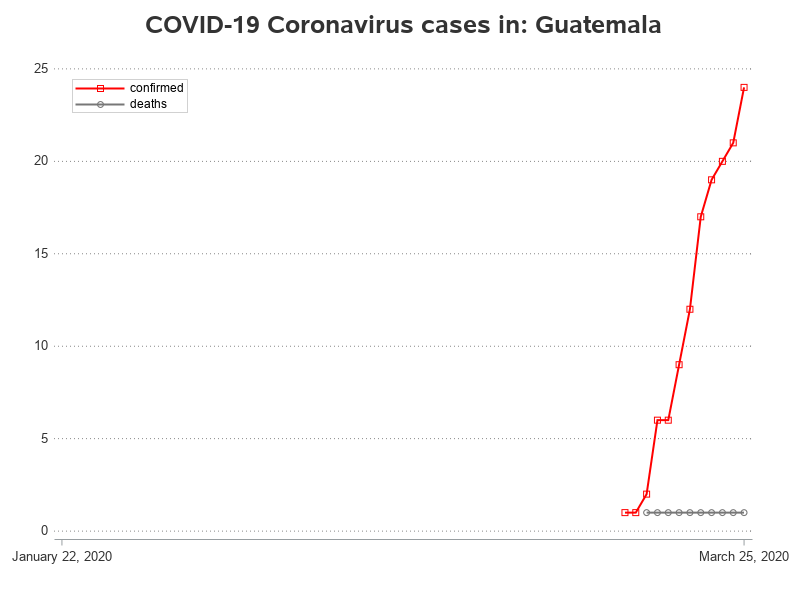 COVID-19 Coronavirus cases in: Guatemala
25
confirmed
deaths
20
15
10
5
0
January 22, 2020
March 25, 2020